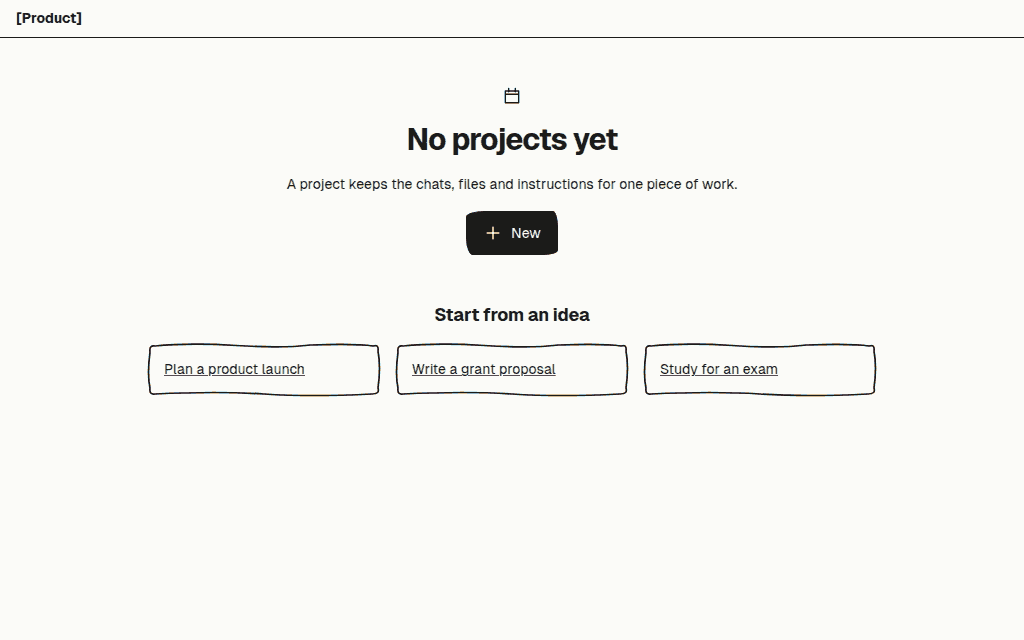 [Product]
No projects yet
A project keeps the chats, files and instructions for one piece of work.
New
Start from an idea
Plan a product launch
Write a grant proposal
Study for an exam